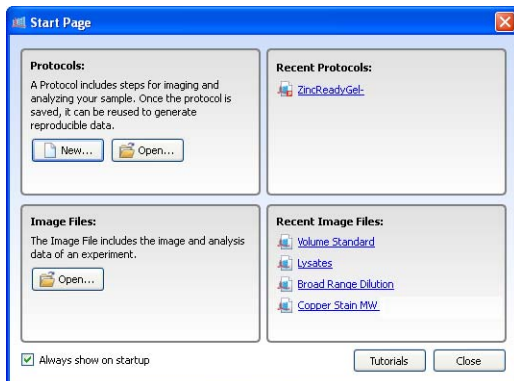 Start Page
Protocols:
A Protocol includes steps for imaging and
analyzing your sample. Once the protocol is
saved, it can be reused to generate
reproducible data.
New... Open...
Recent Protocols:
ZincReadyGel-
Image Files:
The Image File includes the image and analysis
data of an experiment.
Open...
Recent Image Files:
Volume Standard
Lysates
Broad Range Dilution
Copper Stain MW
Always show on startup
Tutorials Close